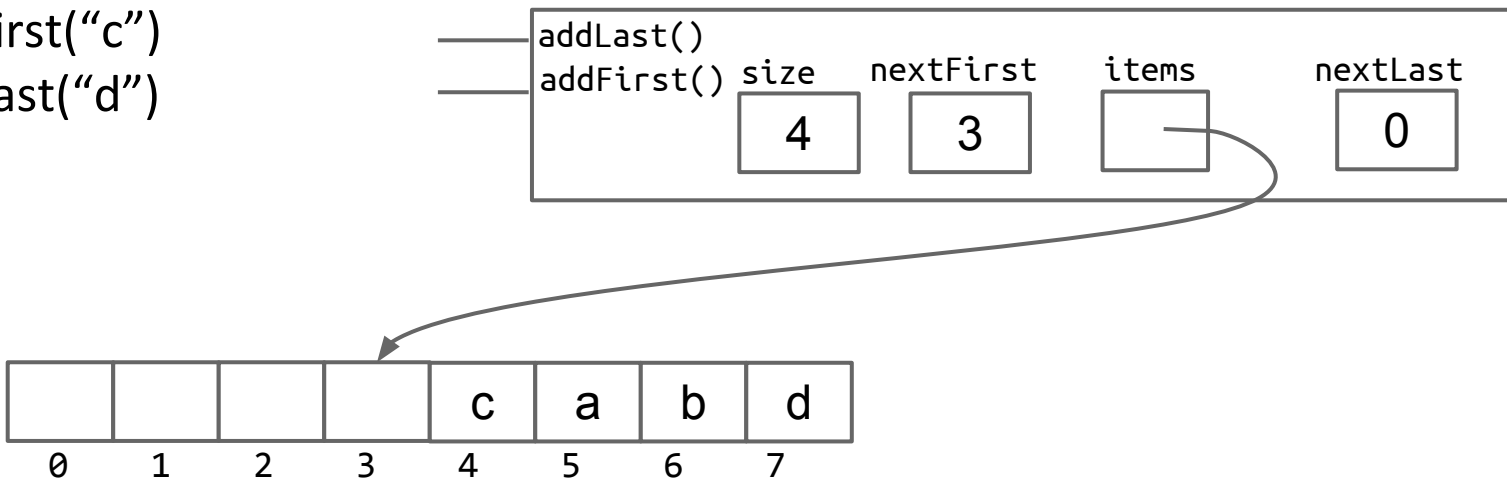 irst(“c”)
ast(“d”)
addLast()
addFirst()
size nextFirst items nextLast
4 3 0
c a b d
0 1 2 3 4 5 6 7